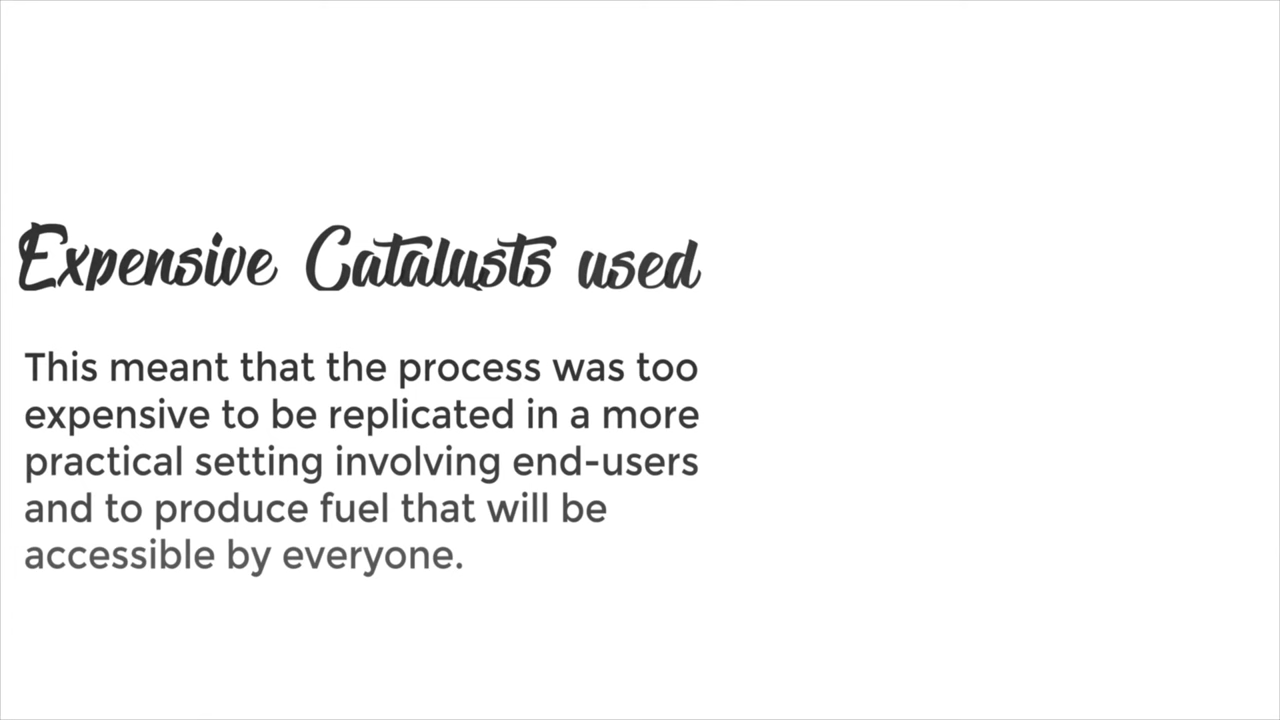 Expensive Catalysts used
This meant that the process was too
expensive to be replicated in a more
practical setting involving end-users
and to produce fuel that will be
accessible by everyone.